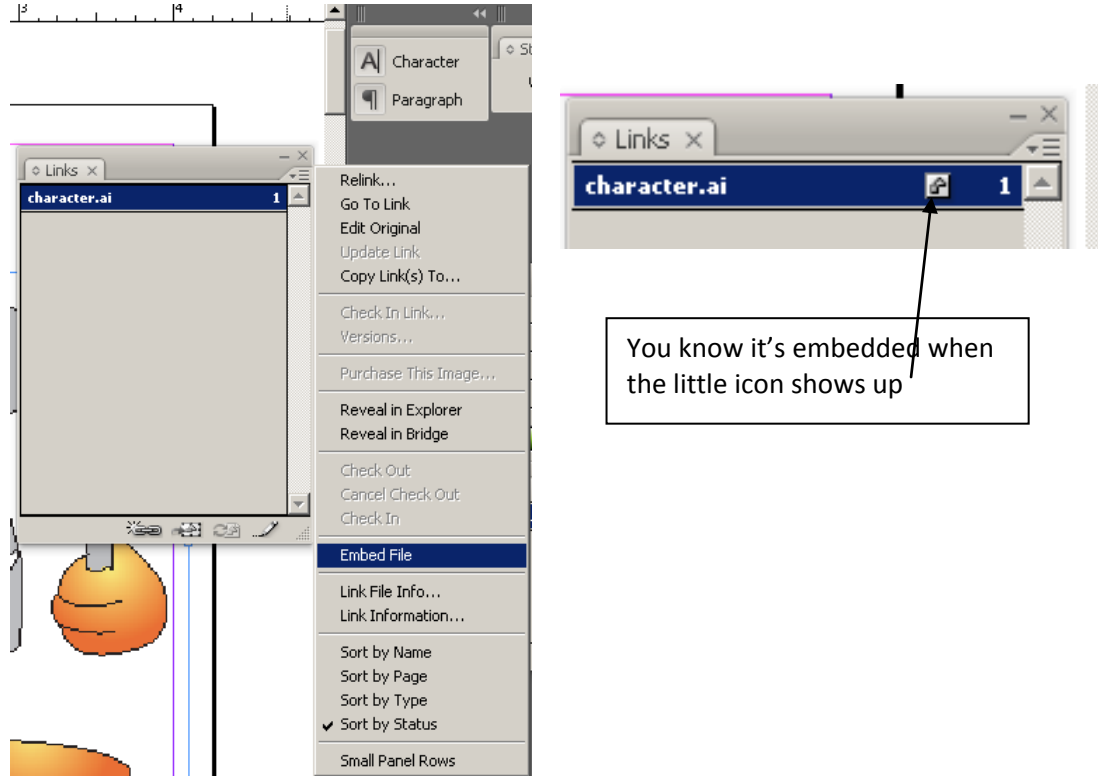 3 4
Character
Paragraph
St
Links
character.ai 1
Relink...
Go To Link
Edit Original
Update Link
Copy Link(s) To...
Check In Link...
Versions...
Purchase This Image...
Reveal in Explorer
Reveal in Bridge
Check Out
Cancel Check Out
Check In
Embed File
Link File Info...
Link Information...
Sort by Name
Sort by Page
Sort by Type
Sort by Status
Small Panel Rows
Links
character.ai 1
You know it’s embedded when
the little icon shows up